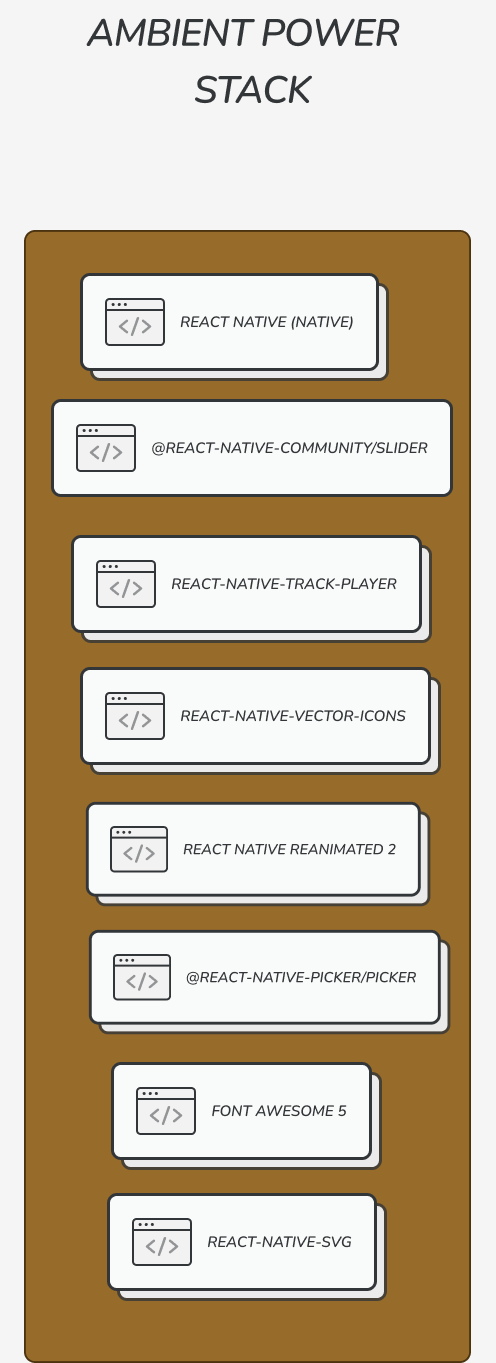 AMBIENT POWER
STACK
REACT NATIVE (NATIVE)
@REACT-NATIVE-COMMUNITY/SLIDER
REACT-NATIVE-TRACK-PLAYER
REACT-NATIVE-VECTOR-ICONS
REACT NATIVE REANIMATED 2
@REACT-NATIVE-PICKER/PICKER
FONT AWESOME 5
REACT-NATIVE-SVG